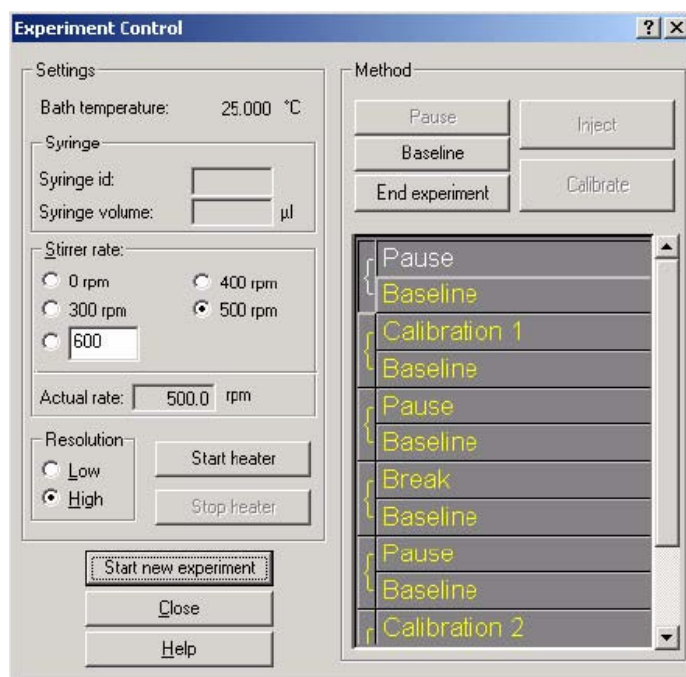 Experiment Control
Settings
Bath temperature: 25.000 °C
Syringe
Syringe id:
Syringe volume: µl
Stirrer rate:
0 rpm 400 rpm
300 rpm 500 rpm
600
Actual rate: 500.0 rpm
Resolution
Low
High
Start heater
Stop heater
Start new experiment
Close
Help
Method
Pause
Baseline
End experiment
Inject
Calibrate
Pause
Baseline
Calibration 1
Baseline
Pause
Baseline
Break
Baseline
Pause
Baseline
Calibration 2